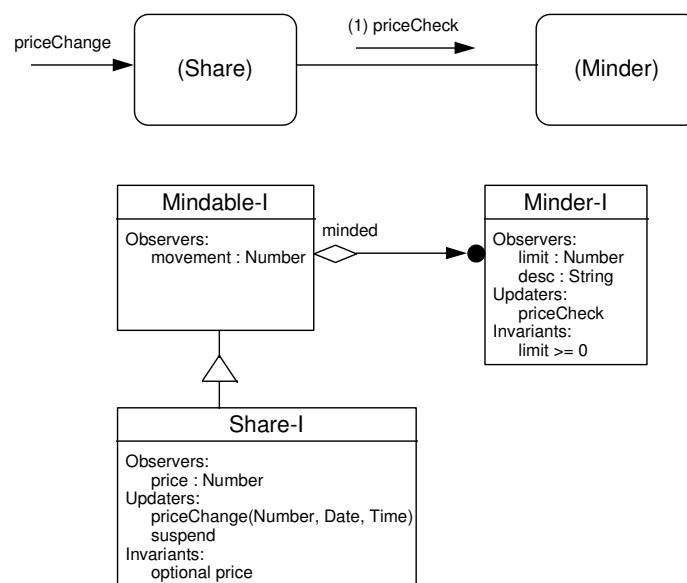 (1) priceCheck
priceChange
(Share)
(Minder)
Mindable-I
Observers:
movement : Number
minded
Minder-I
Observers:
limit : Number
desc : String
Updaters:
priceCheck
Invariants:
limit >= 0
Share-I
Observers:
price : Number
Updaters:
priceChange(Number, Date, Time)
suspend
Invariants:
optional price